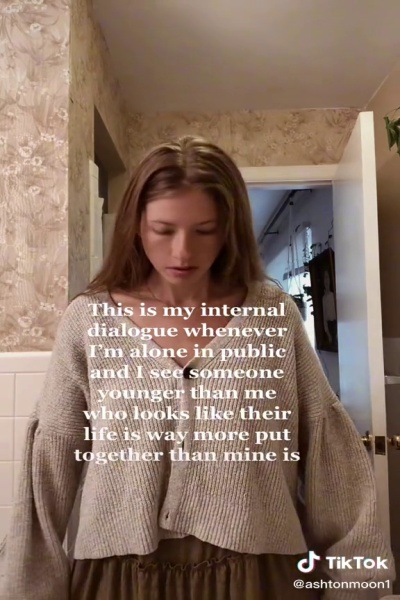 This is my internal
dialogue whenever
I'm alone in public
and I see someone
younger than me
who looks like their
life is way more put
together than mine is
TikTok
@ashtonmoon1